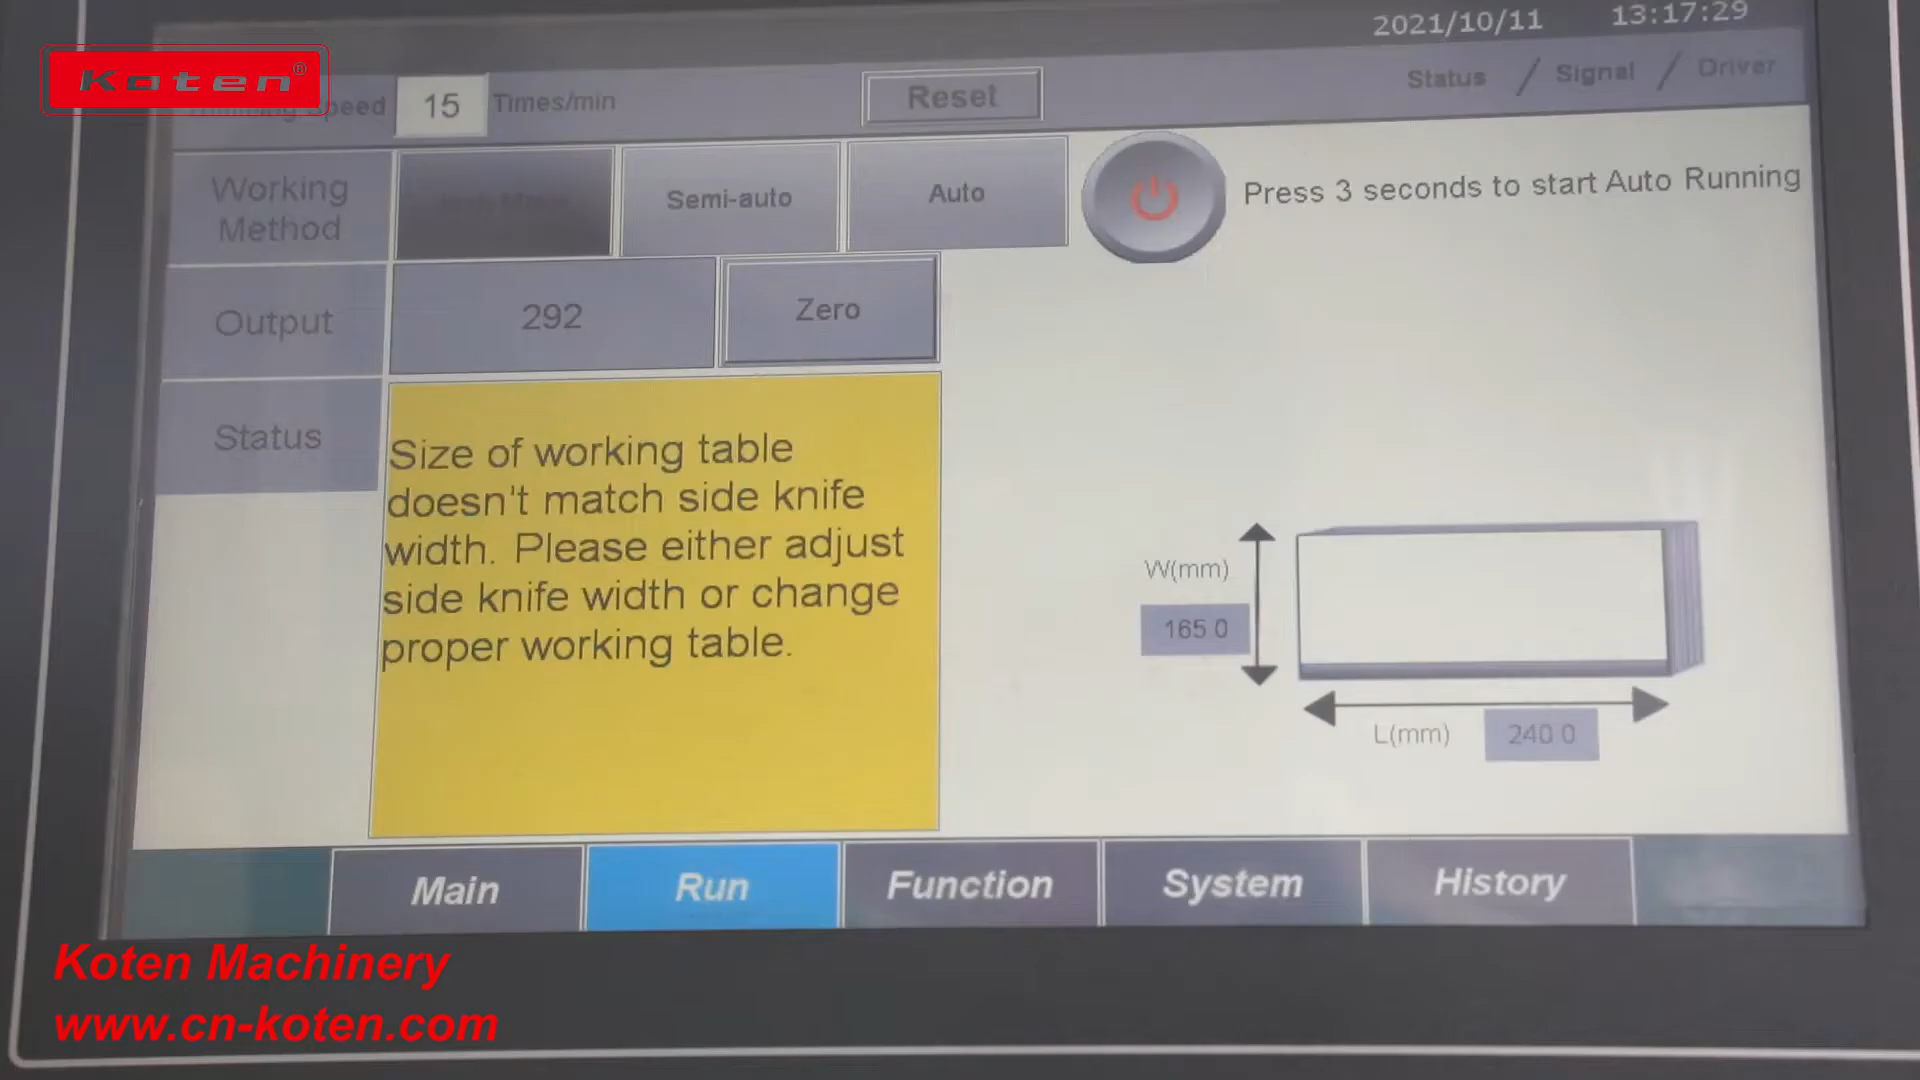 2021/10/11 13:17:29
Koten®
Speed 15 Times/min
Reset
Status / Signal / Driver
Working
Method
Semi-auto
Auto
Press 3 seconds to start Auto Running
Output
292
Zero
Status
Size of working table
doesn't match side knife
width. Please either adjust
side knife width or change
proper working table.
W(mm)
165 0
L(mm)
240 0
Main
Run
Function
System
History
Koten Machinery
www.cn-koten.com